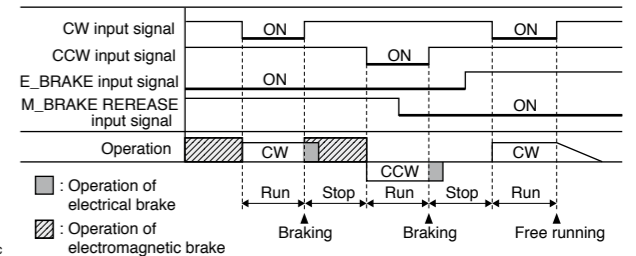 CW input signal ON ON
CCW input signal ON
E_BRAKE input signal ON
M_BRAKE REREASE
input signal ON
Operation CW CCW CW
: Operation of
electrical brake
Run Stop Run Stop Run
: Operation of
electromagnetic brake
Braking Braking Free running
c